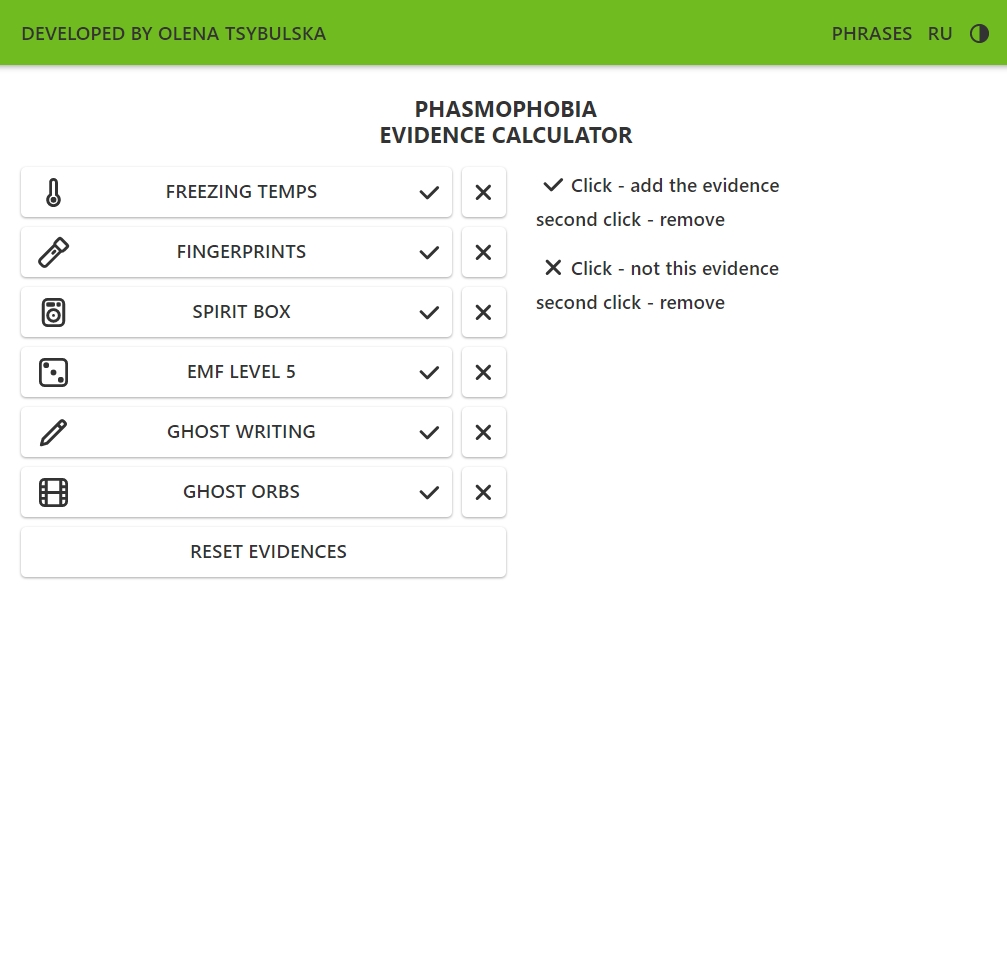 DEVELOPED BY OLENA TSYBULSKA
PHRASES RU
PHASMOPHOBIA
EVIDENCE CALCULATOR
FREEZING TEMPS
FINGERPRINTS
SPIRIT BOX
EMF LEVEL 5
GHOST WRITING
GHOST ORBS
RESET EVIDENCES
Click - add the evidence
second click - remove
Click - not this evidence
second click - remove